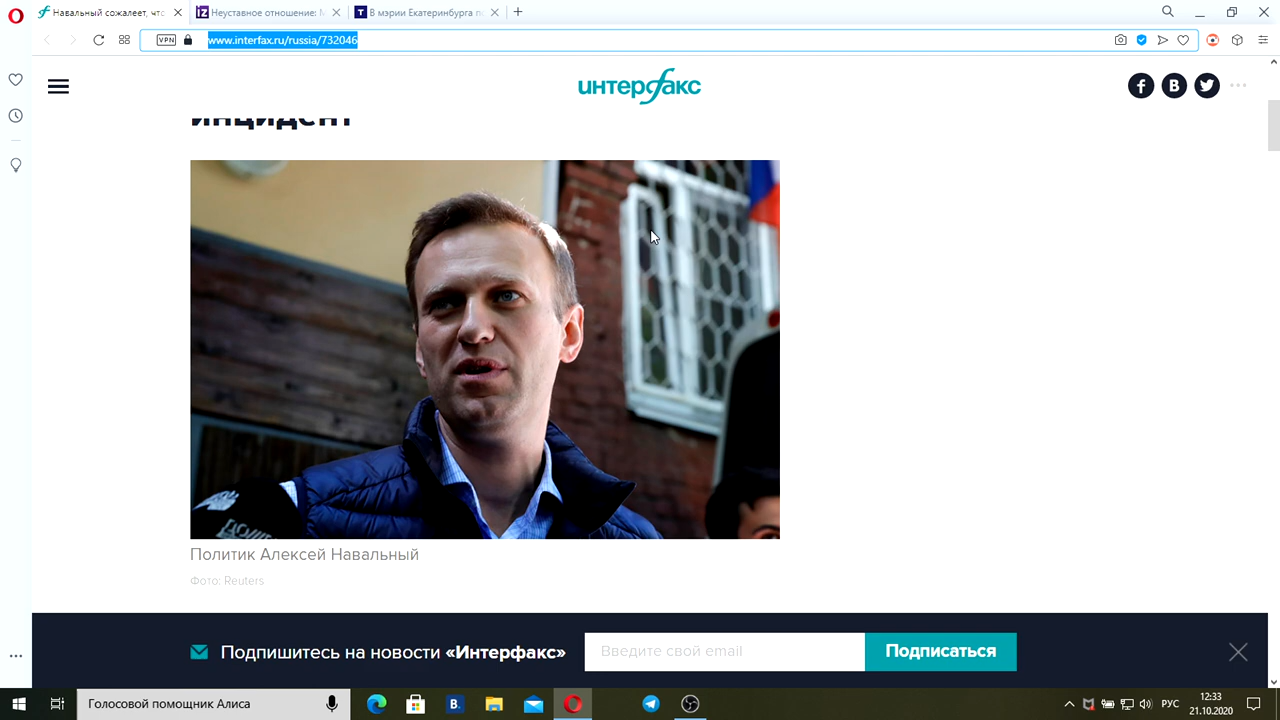 Навальный сожалеет, что
Неуставное отношение: М
В мэрии Екатеринбурга п
VPN
www.interfax.ru/russia/732046
интерфакс
инцидент
Политик Алексей Навальный
Фото: Reuters
Подпишитесь на новости «Интерфакс»
Введите свой email
Подписаться
Голосовой помощник Алиса
РУС
12:33
21.10.2020